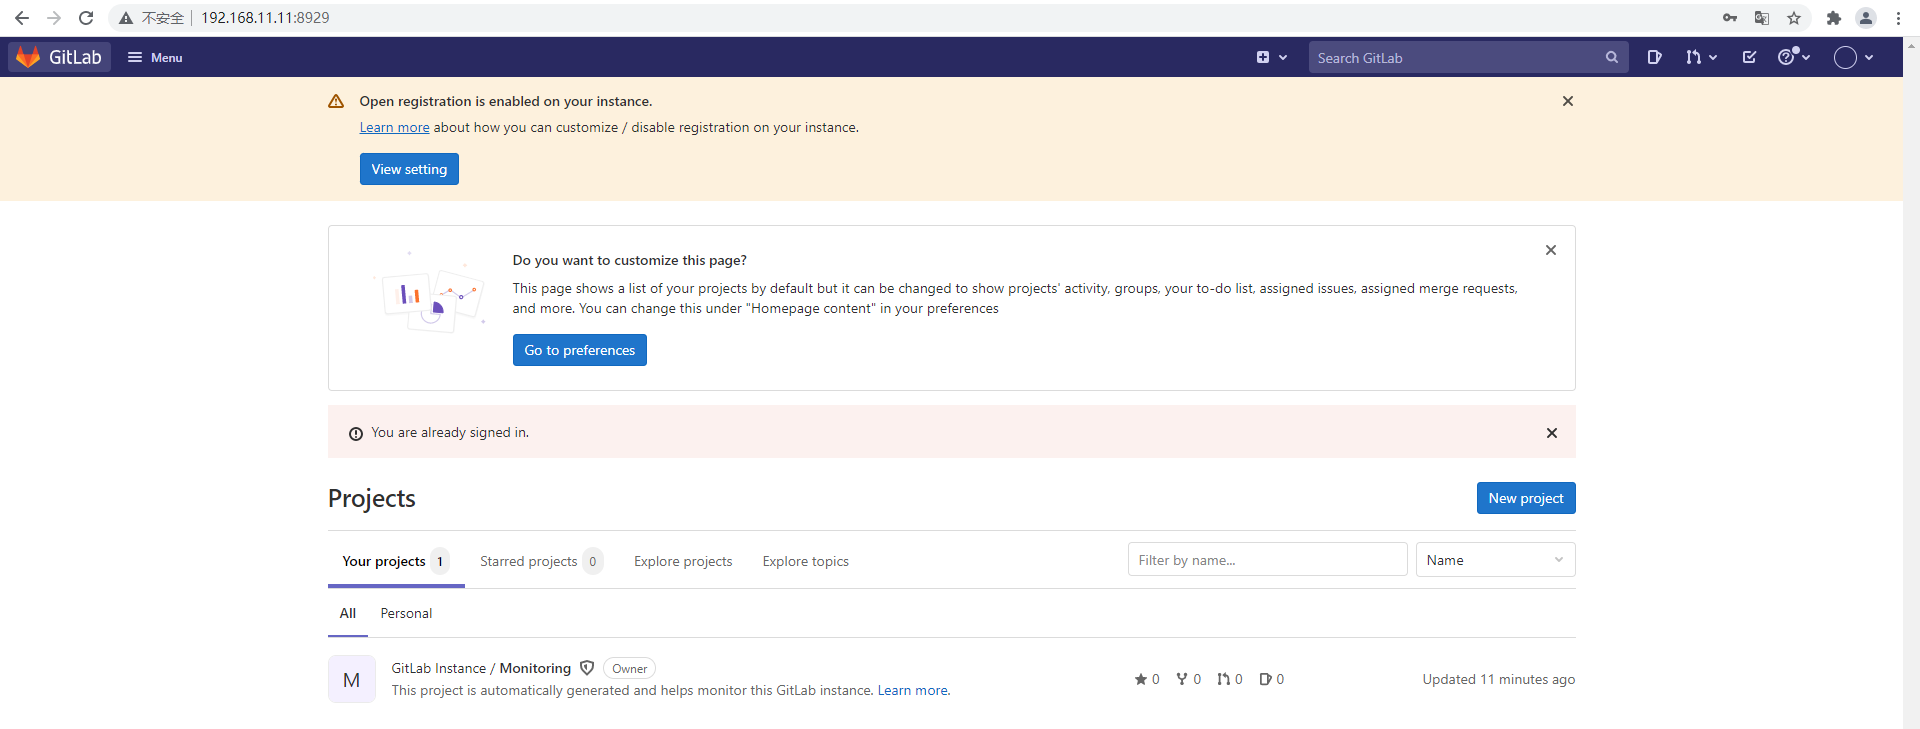 不安全 192.168.11.11:8929
GitLab Menu Search GitLab
Open registration is enabled on your instance.
Learn more about how you can customize / disable registration on your instance.
View setting
Do you want to customize this page?
This page shows a list of your projects by default but it can be changed to show projects' activity, groups, your to-do list, assigned issues, assigned merge requests,
and more. You can change this under "Homepage content" in your preferences
Go to preferences
You are already signed in.
Projects New project
Your projects 1 Starred projects 0 Explore projects Explore topics Filter by name... Name
All Personal
M GitLab Instance / Monitoring Owner
This project is automatically generated and helps monitor this GitLab instance. Learn more.
0 0 0 0 Updated 11 minutes ago